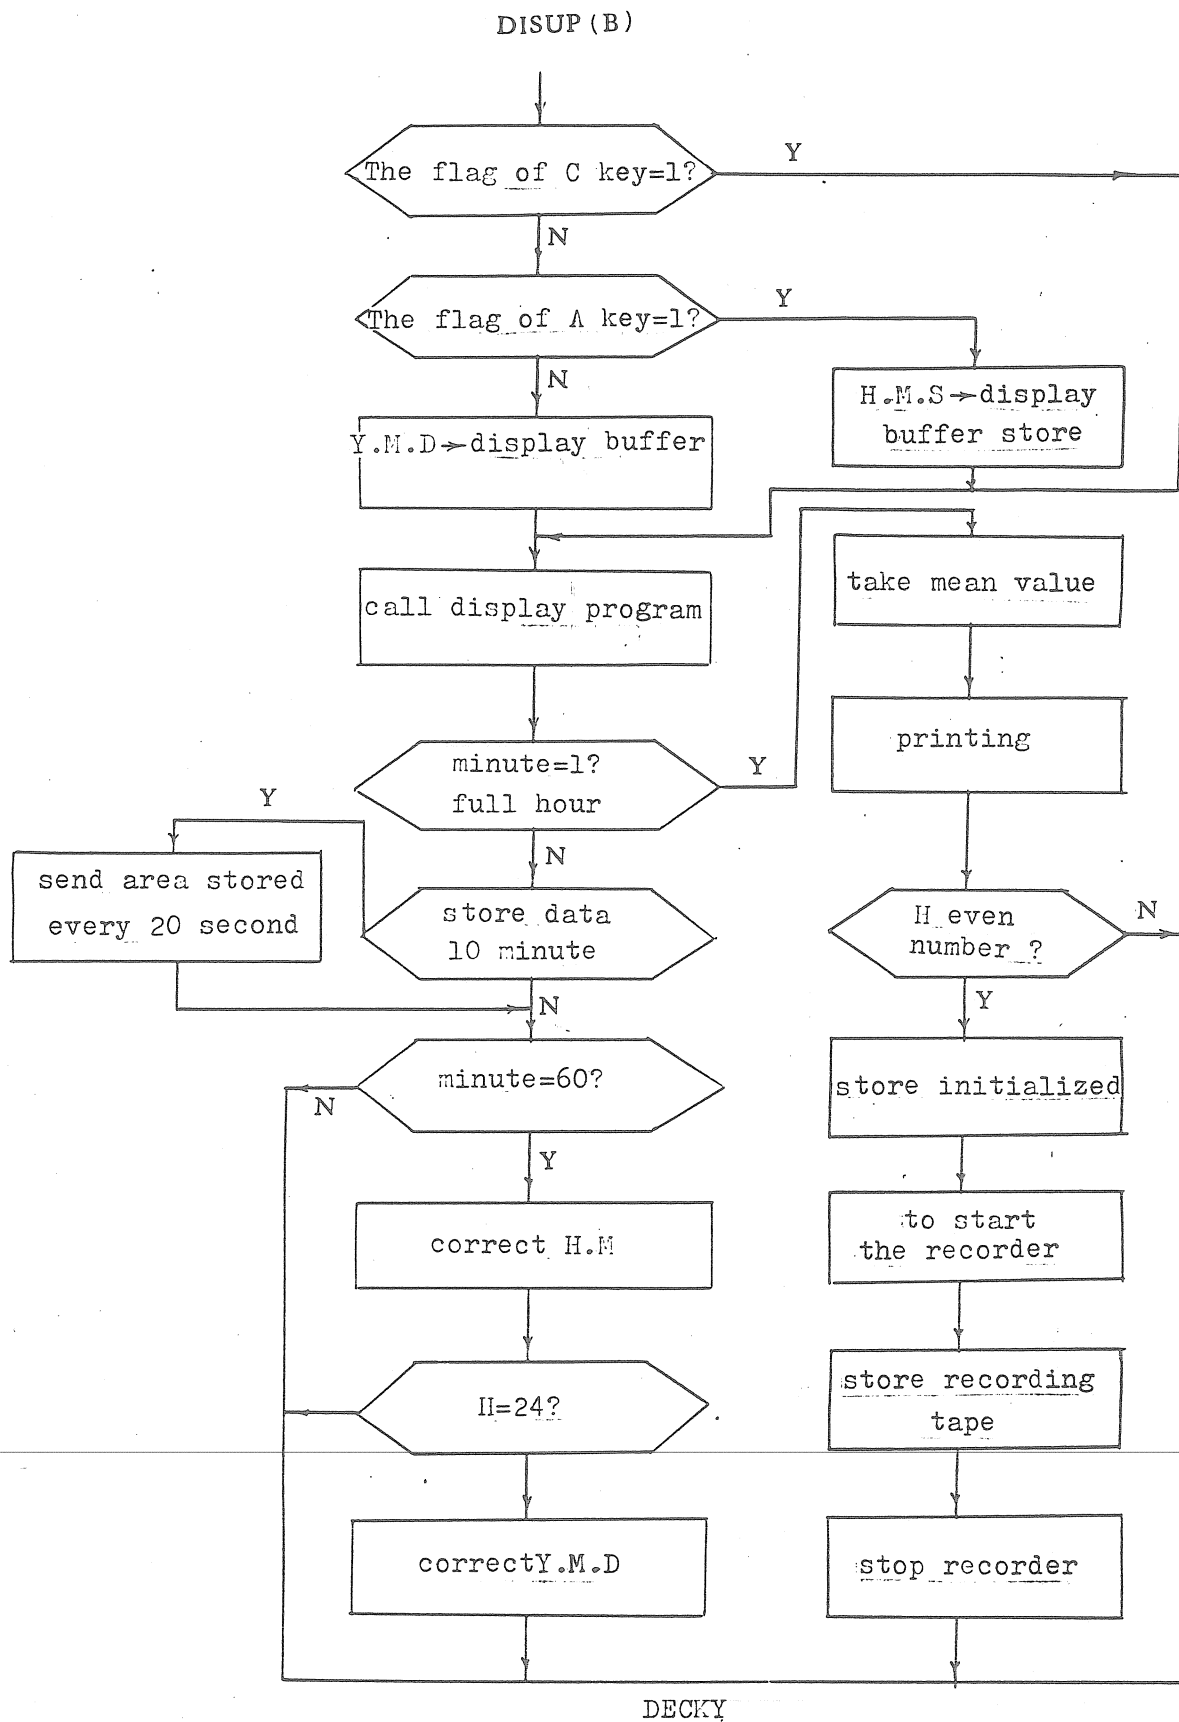 DISUP (B)
The flag of C key=1?
Y
N
The flag of A key=1?
Y
N
Y.M.D→display buffer
H.M.S→display
buffer store
call display program
take mean value
printing
minute=1?
full hour
Y
N
Y
send area stored
every 20 second
store data
10 minute
N
H even
number ?
N
Y
minute=60?
N
Y
store initialized
correct H.M
to start
the recorder
H=24?
store recording
tape
correctY.M.D
stop recorder
DECKY